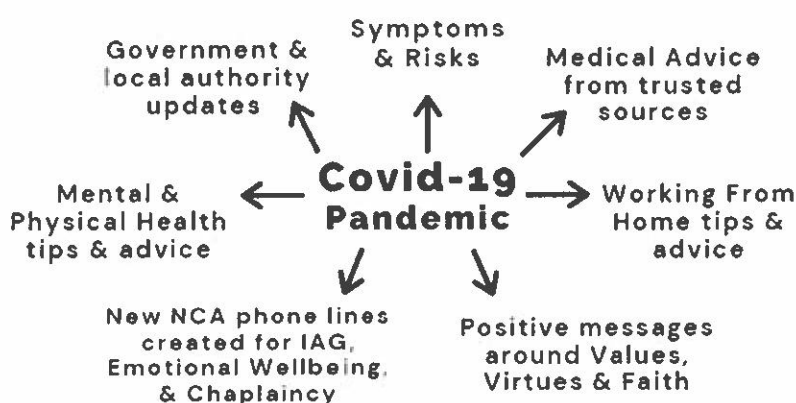 Symptoms
& Risks
Government &
local authority
updates
Medical Advice
from trusted
sources
Covid-19
Pandemic
Mental &
Physical Health
tips & advice
Working From
Home tips &
advice
New NCA phone lines
created for IAG,
Emotional Wellbeing,
& Chaplaincy
Positive messages
around Values,
Virtues & Faith